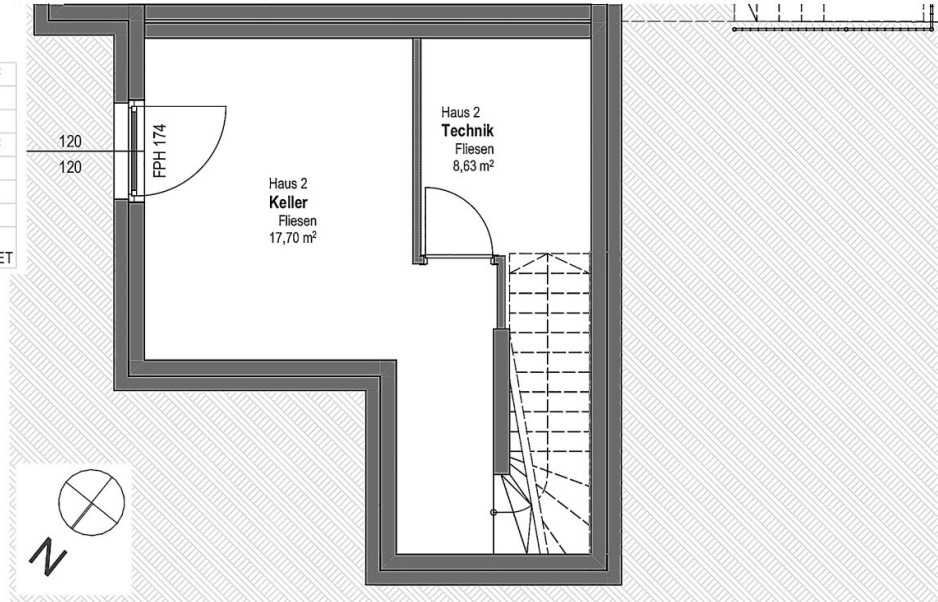 120
120
FPH 174
Haus 2
Technik
Fliesen
8,63 m²
Haus 2
Keller
Fliesen
17,70 m²
ET
N